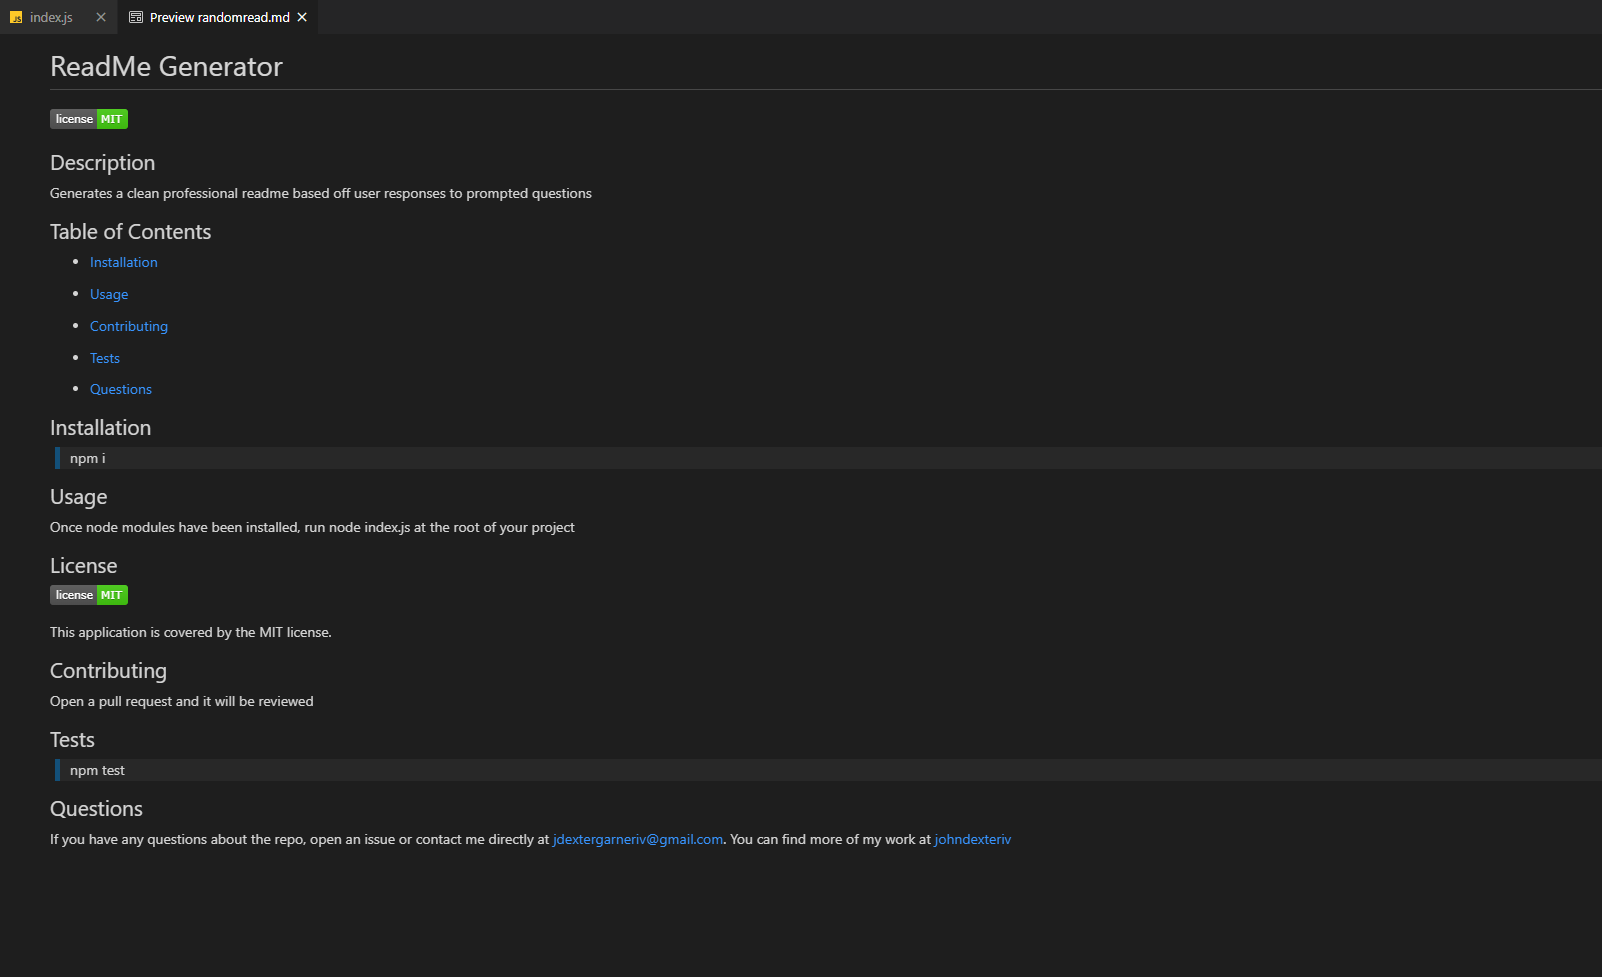 index.js
Preview randomread.md
ReadMe Generator
license MIT
Description
Generates a clean professional readme based off user responses to prompted questions
Table of Contents
Installation
Usage
Contributing
Tests
Questions
Installation
npm i
Usage
Once node modules have been installed, run node index.js at the root of your project
License
license MIT
This application is covered by the MIT license.
Contributing
Open a pull request and it will be reviewed
Tests
npm test
Questions
If you have any questions about the repo, open an issue or contact me directly at jdextergarneriv@gmail.com. You can find more of my work at johndexteriv